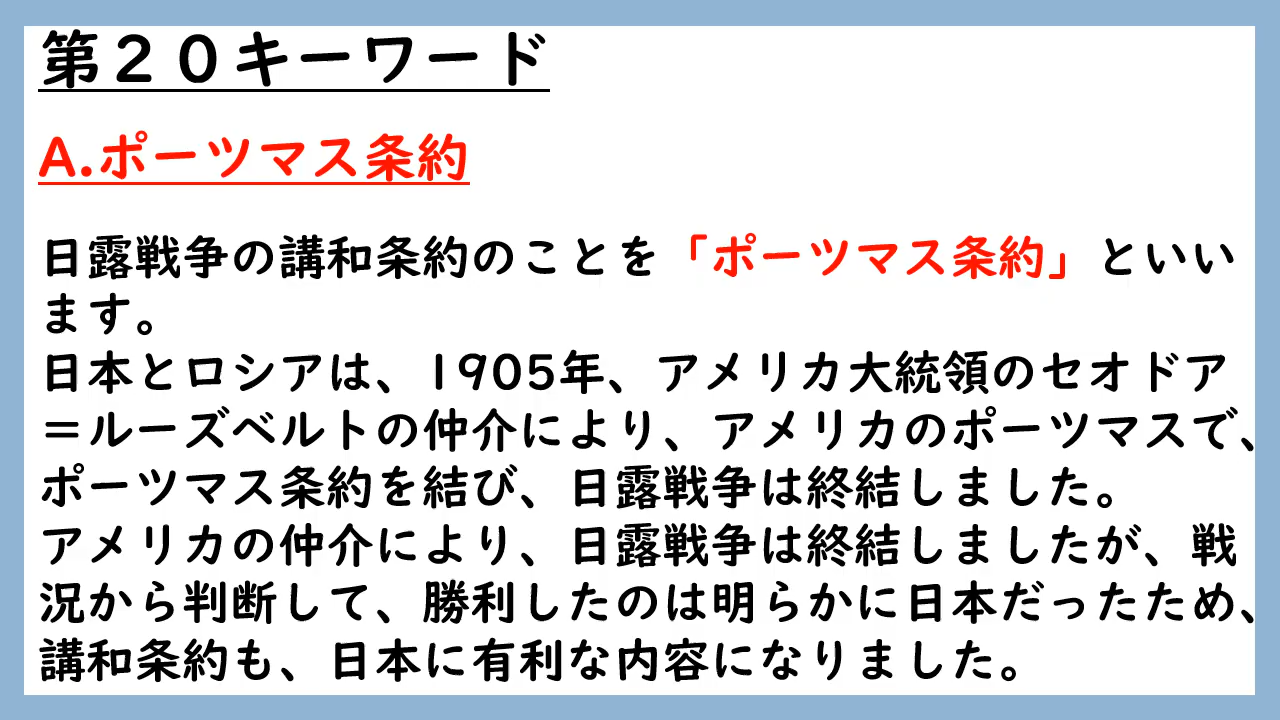 第２０キーワード
A.ポーツマス条約
日露戦争の講和条約のことを「ポーツマス条約」といい
ます。
日本とロシアは、1905年、アメリカ大統領のセオドア
＝ルーズベルトの仲介により、アメリカのポーツマスで、
ポーツマス条約を結び、日露戦争は終結しました。
アメリカの仲介により、日露戦争は終結しましたが、戦
況から判断して、勝利したのは明らかに日本だったため、
講和条約も、日本に有利な内容になりました。